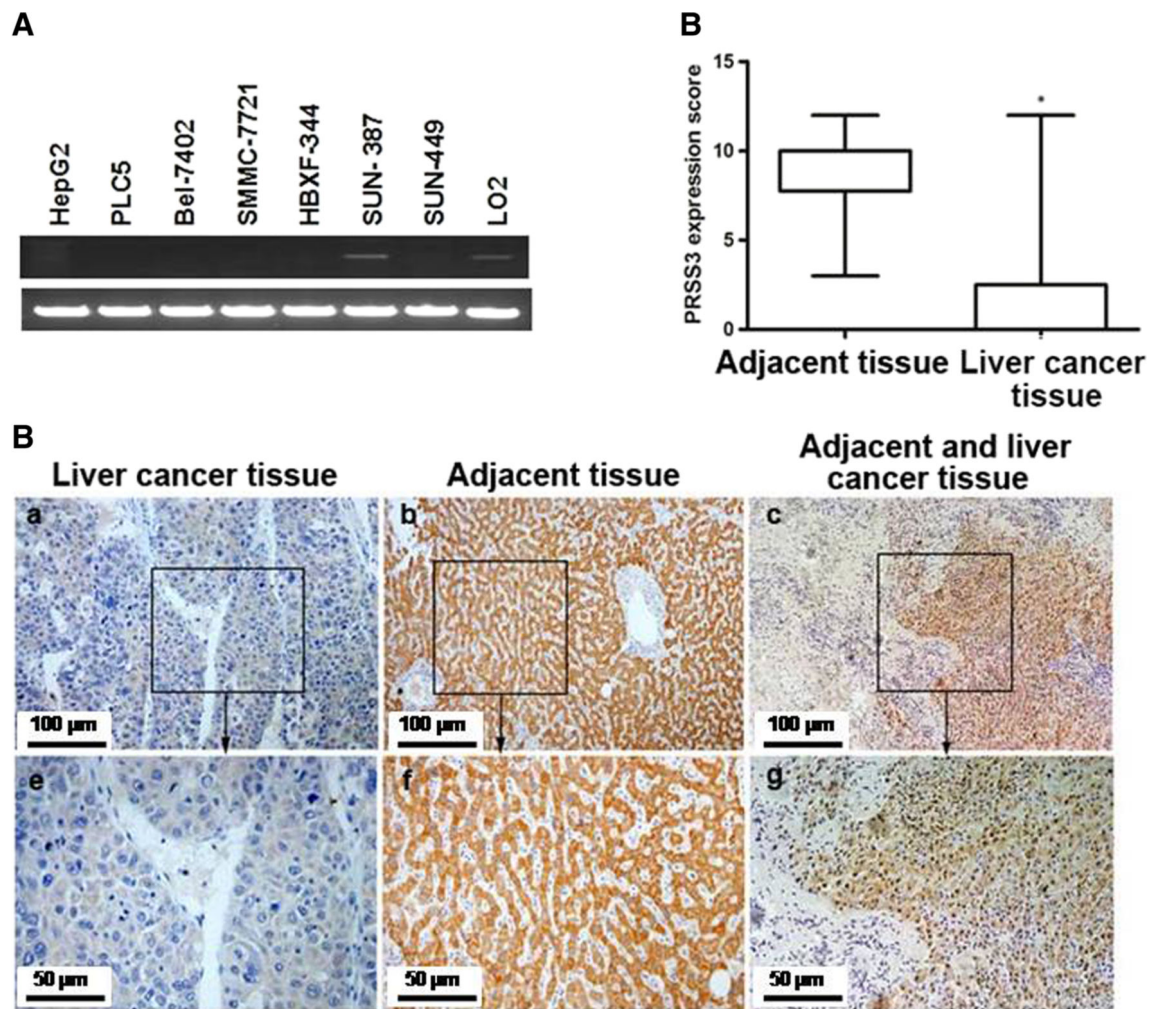 A
HepG2
PLC5
Bel-7402
SMMC-7721
HBXF-344
SUN- 387
SUN-449
LO2
B
PRSS3 expression score
15
10
5
0
*
Adjacent tissue
Liver cancer
tissue
B
Liver cancer tissue
Adjacent tissue
Adjacent and liver
cancer tissue
a
100 µm
b
100 µm
c
100 µm
e
50 µm
f
50 µm
g
50 µm